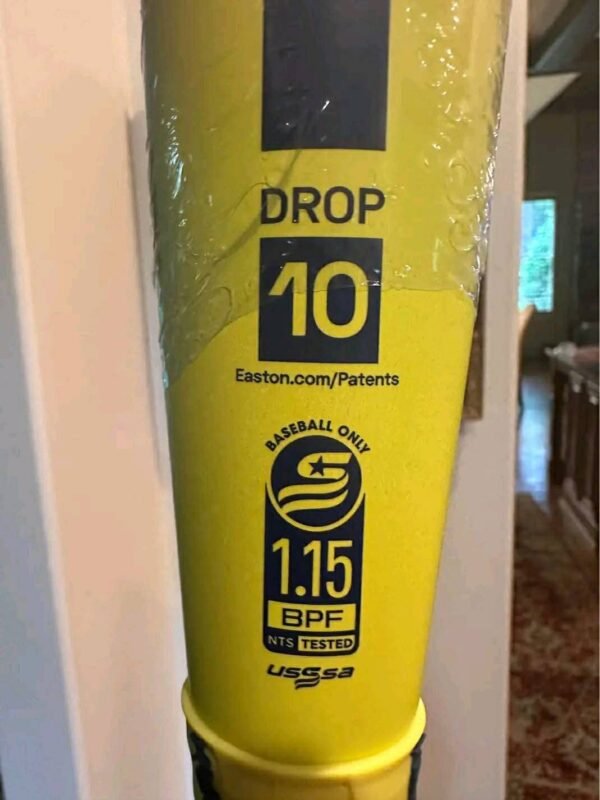 DROP
10
Easton.com/Patents
BASEBALL ONLY
1.15
BPF
NTS TESTED
usssa